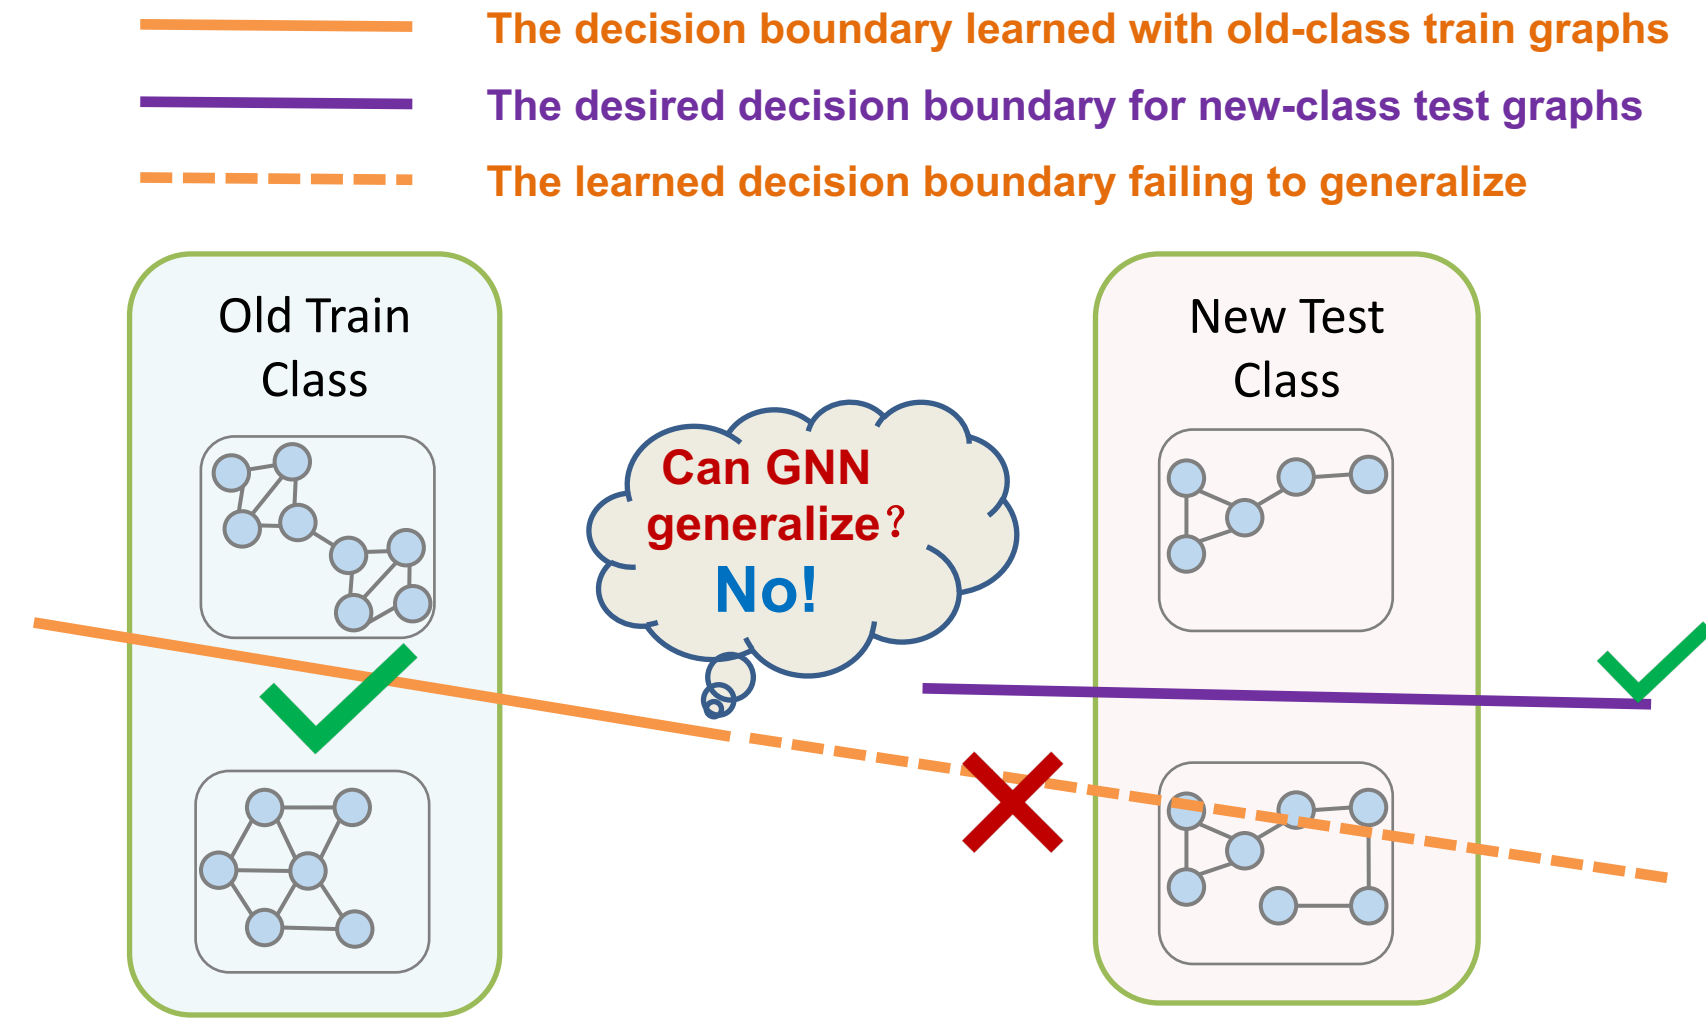 The decision boundary learned with old-class train graphs
The desired decision boundary for new-class test graphs
The learned decision boundary failing to generalize
Old Train
Class
Can GNN
generalize?
No!
New Test
Class